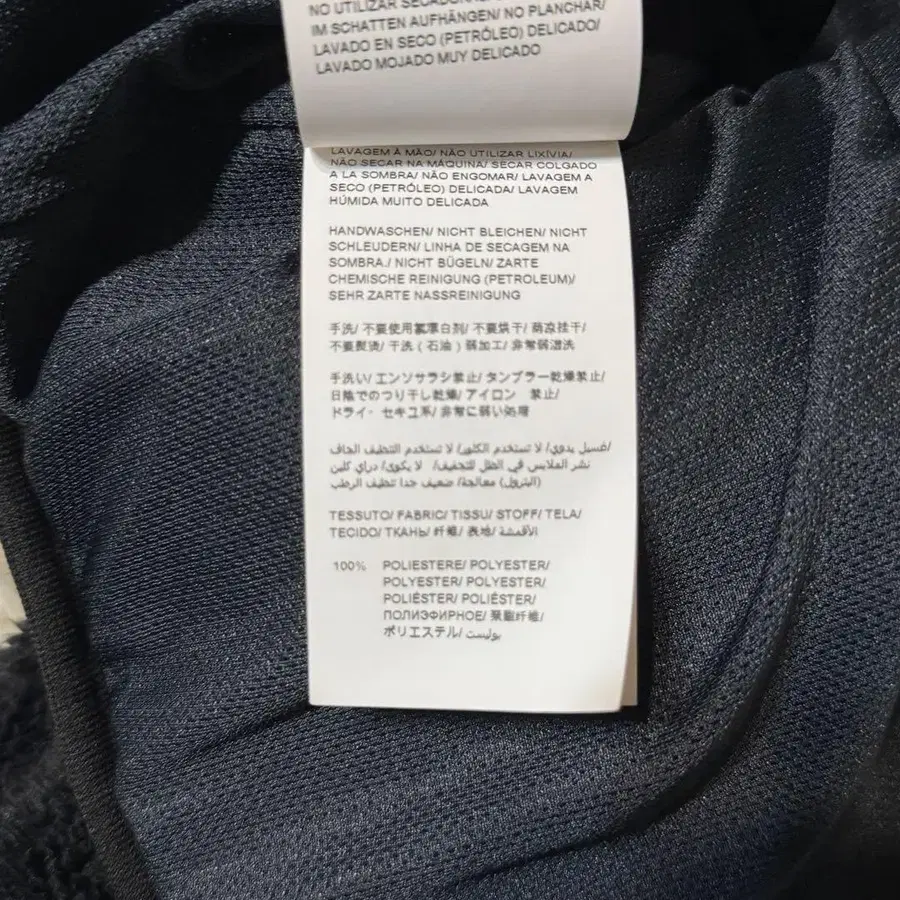 NO UTILIZAR
IM SCHATTEN AUFHÄNGEN/ NO PLANCHAR/
LAVADO EN SECO (PETRÓLEO) DELICADO/
LAVADO MOJADO MUY DELICADO
LAVAGEM À MÃO/ NÃO UTILIZAR LIXÍVIA/
NÃO SECAR NA MÁQUINA/ SECAR COLGADO
A LA SOMBRA/ NÃO ENGOMAR/ LAVAGEM A
SECO (PETRÓLEO) DELICADA/ LAVAGEM
HÚMIDA MUITO DELICADA
HANDWASCHEN/ NICHT BLEICHEN/ NICHT
SCHLEUDERN/ LINHA DE SECAGEM NA
SOMBRA./ NICHT BÜGELN/ ZARTE
CHEMISCHE REINIGUNG (PETROLEUM)/
SEHR ZARTE NASSREINIGUNG
手洗/ 不要使用氯漂白剂/ 不要烘干/ 荫凉挂干/
不要熨烫/ 干洗（石油）弱加工/ 非常弱湿洗
手洗い/ エンソサラシ禁止/ タンブラー乾燥禁止/
日陰でのつり干し乾燥/ アイロン 禁止/
ドライ・セキユ系/ 非常に弱い処理
غسيل يدوي/ لا تستخدم الكلور/ لا تستخدم التنظيف الجاف/
نشر الملابس في الظل للتجفيف/ لا يكوى/ دراي كلين
(البترول) معالجة/ ضعيف جدا تنظيف الرطب
TESSUTO/ FABRIC/ TISSU/ STOFF/ TELA/
TECIDO/ ТКАНЬ/ 纤维/ 表地/ الأقمشة
100% POLIESTERE/ POLYESTER/
POLYESTER/ POLYESTER/
POLIÉSTER/ POLIÉSTER/
ПОЛИЭФИРНОЕ/ 聚酯纤维/
ポリエステル/ بوليست